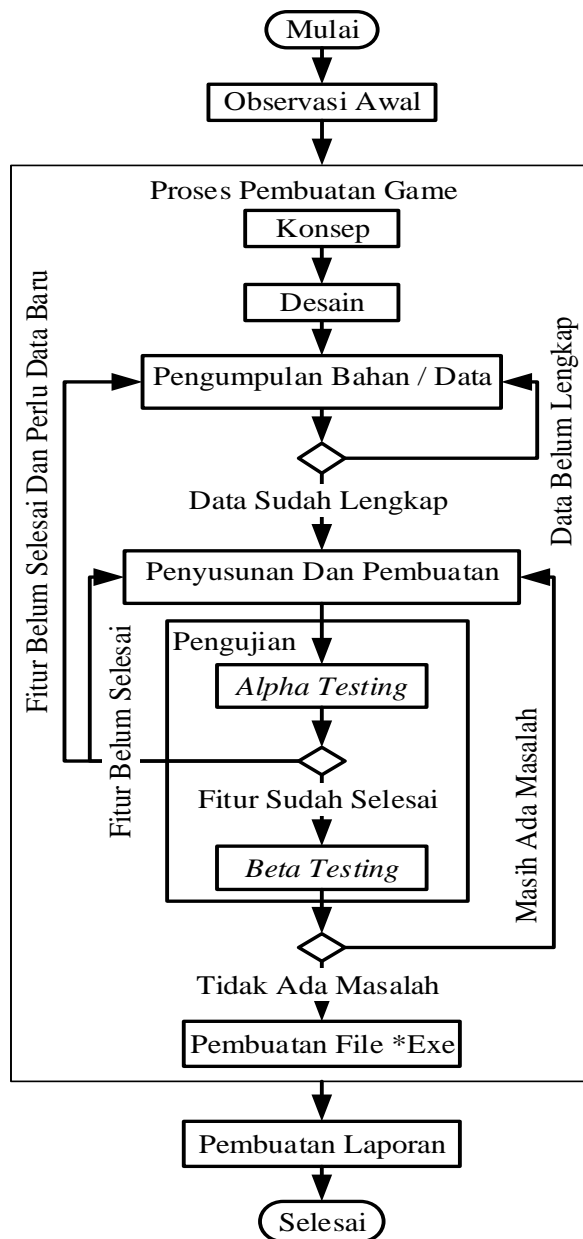 Mulai
Observasi Awal
Proses Pembuatan Game
Konsep
Desain
Pengumpulan Bahan / Data
Data Belum Lengkap
Fitur Belum Selesai Dan Perlu Data Baru
Data Sudah Lengkap
Penyusunan Dan Pembuatan
Pengujian
Alpha Testing
Fitur Belum Selesai
Fitur Sudah Selesai
Masih Ada Masalah
Beta Testing
Tidak Ada Masalah
Pembuatan File *Exe
Pembuatan Laporan
Selesai